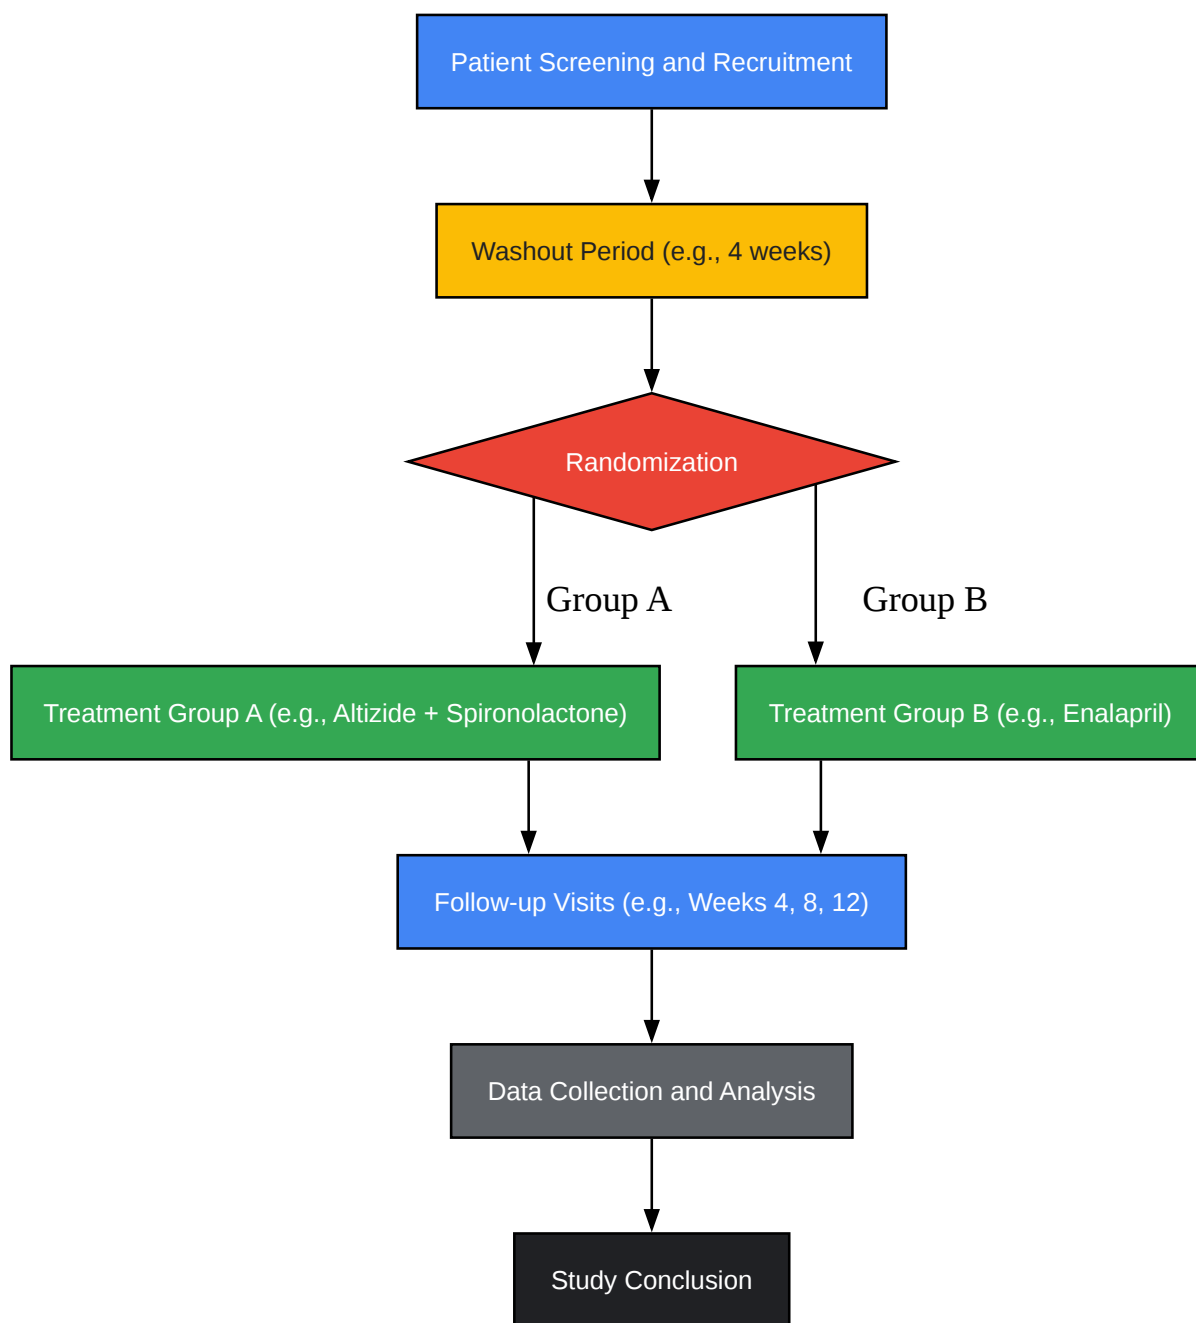 Patient Screening and Recruitment
Washout Period (e.g., 4 weeks)
Randomization
Group A
Group B
Treatment Group A (e.g., Altizide + Spironolactone)
Treatment Group B (e.g., Enalapril)
Follow-up Visits (e.g., Weeks 4, 8, 12)
Data Collection and Analysis
Study Conclusion